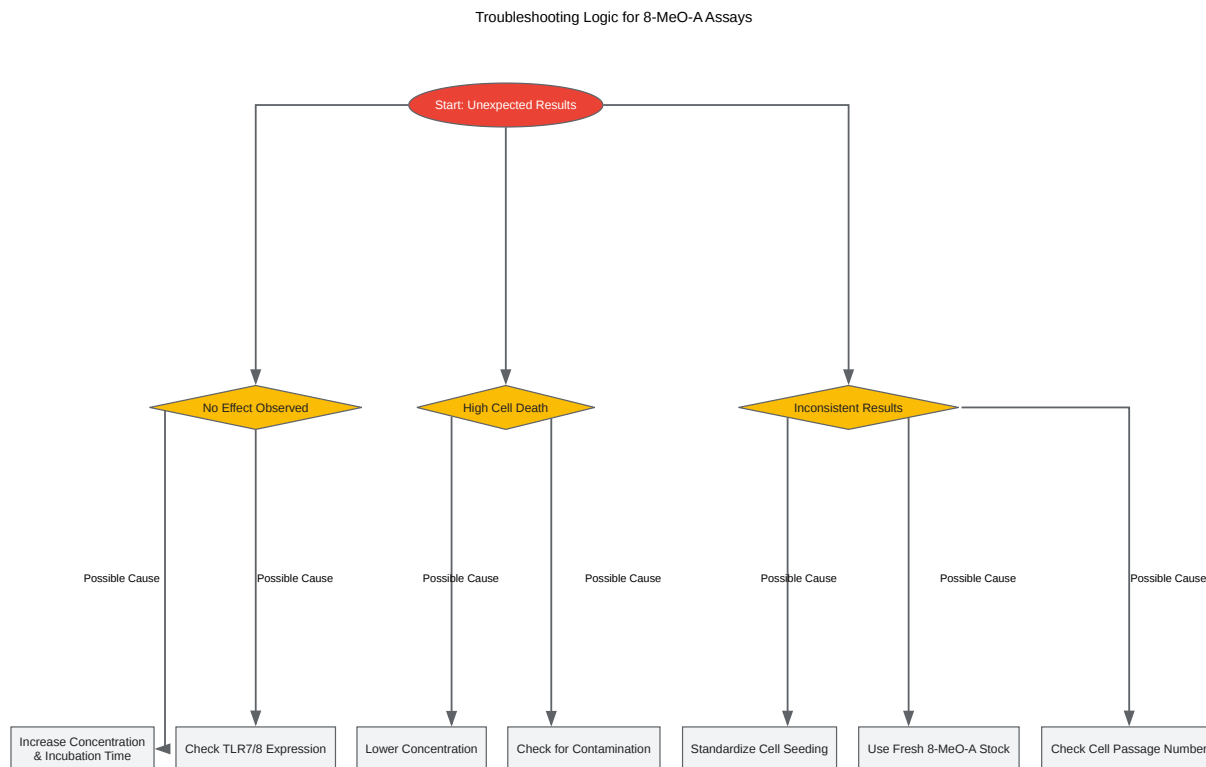 Troubleshooting Logic for 8-MeO-A Assays
Start: Unexpected Results
No Effect Observed
High Cell Death
Inconsistent Results
Possible Cause
Possible Cause
Possible Cause
Possible Cause
Possible Cause
Possible Cause
Possible Cause
Increase Concentration
& Incubation Time
Check TLR7/8 Expression
Lower Concentration
Check for Contamination
Standardize Cell Seeding
Use Fresh 8-MeO-A Stock
Check Cell Passage Number